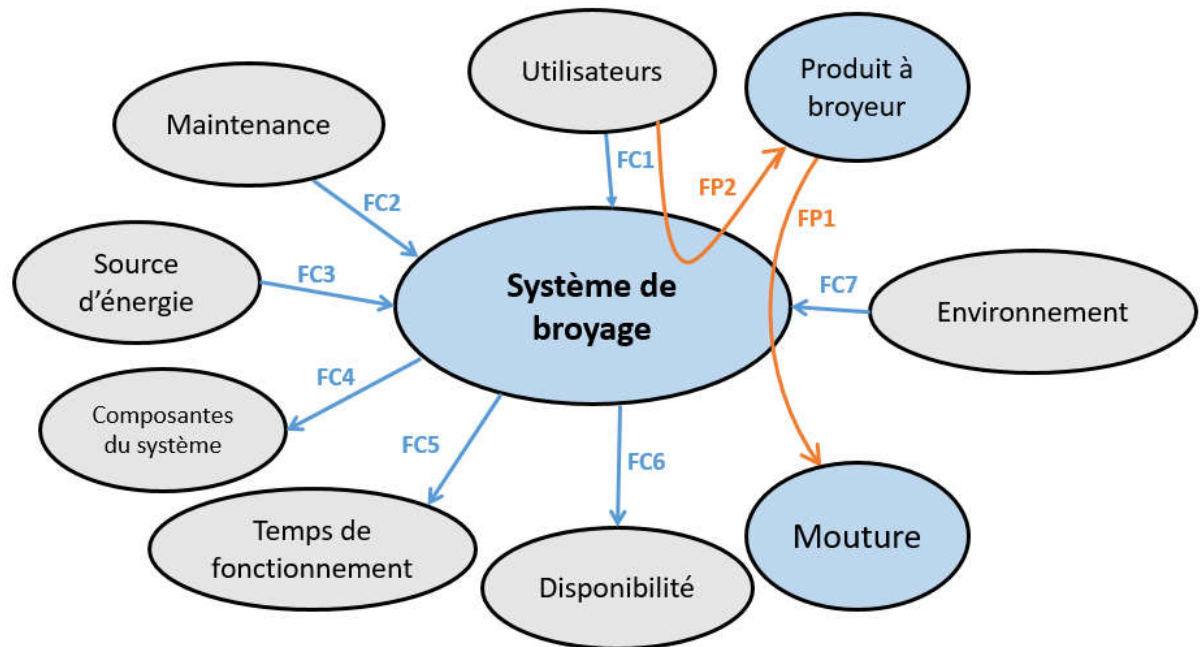 Utilisateurs
Produit à
broyeur
Maintenance
FC1
FP2
FC2
FP1
Source
d’énergie
FC3
Système de
broyage
FC7
Environnement
FC4
Composantes
du système
FC5
FC6
Temps de
fonctionnement
Disponibilité
Mouture